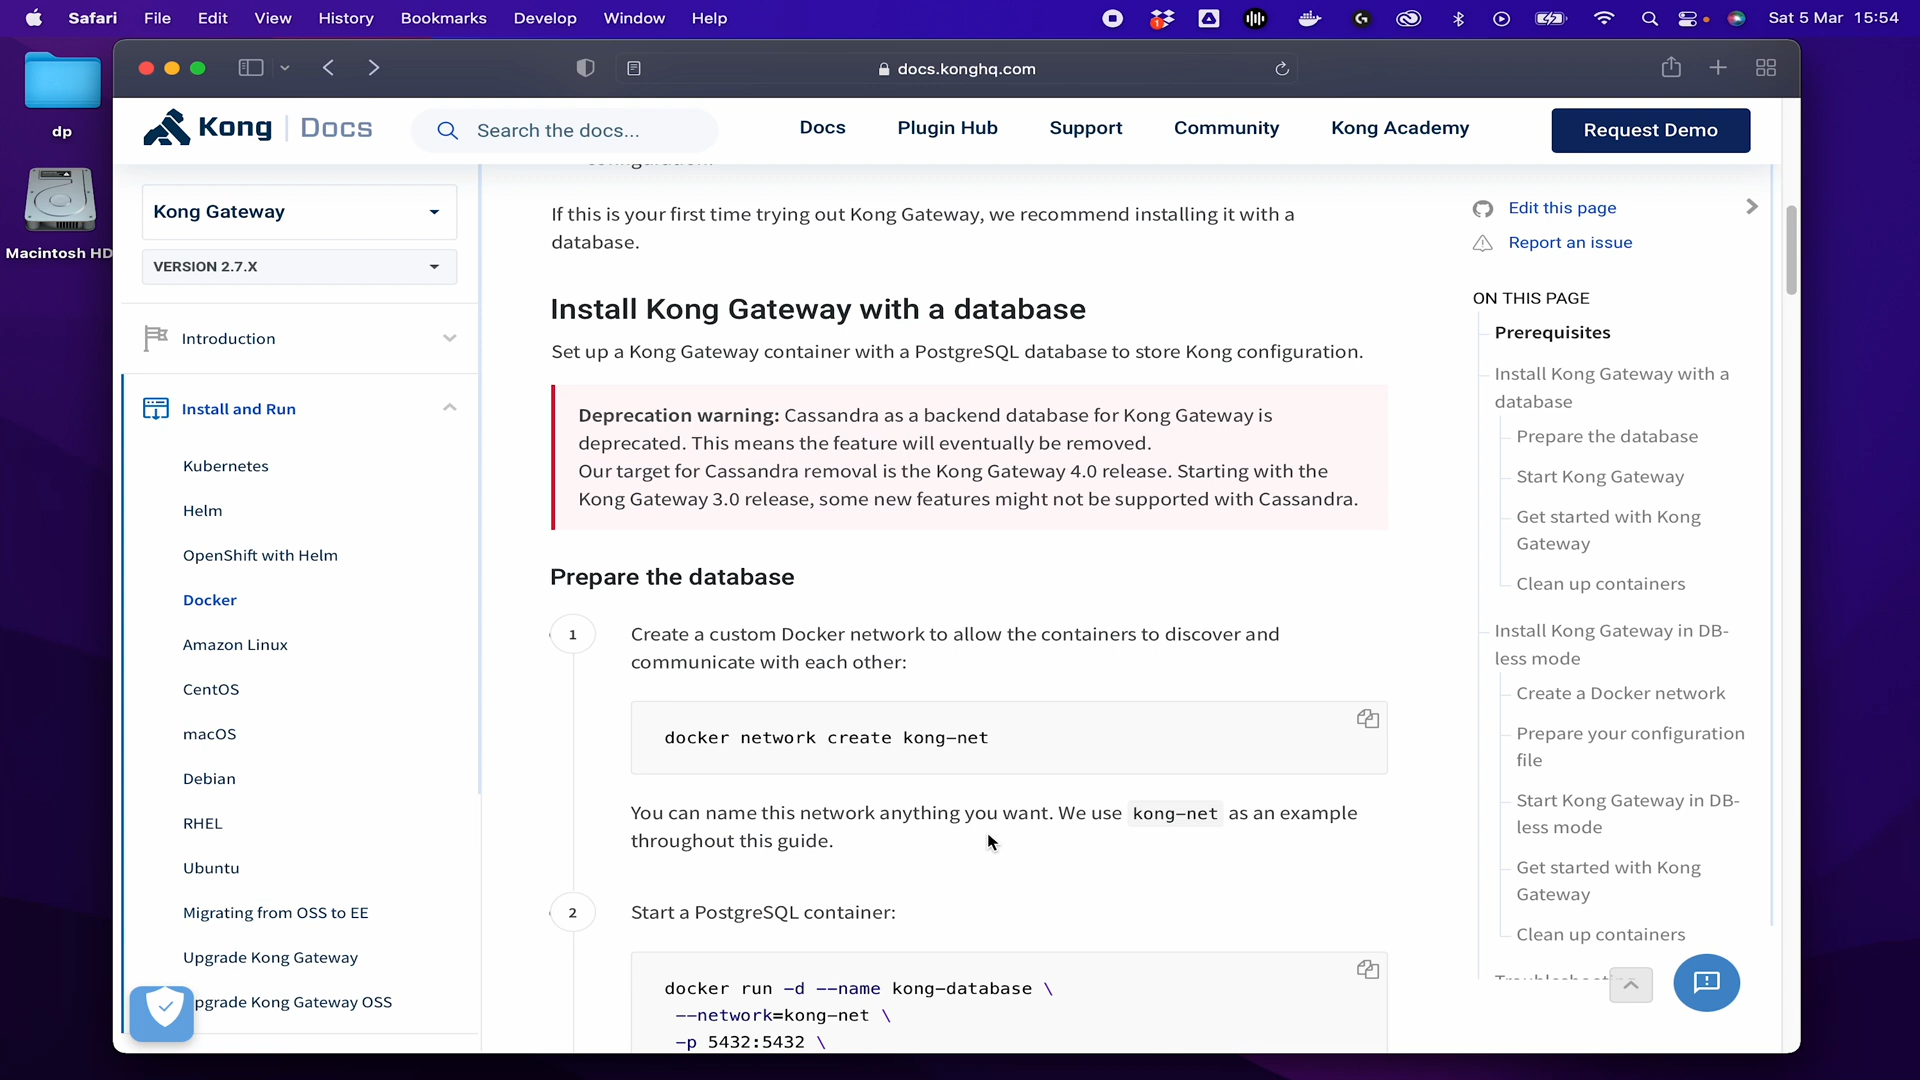 Safari File Edit View History Bookmarks Develop Window Help
1
Sat 5 Mar 15:54
dp
Macintosh HD
docs.konghq.com
Kong Docs
Search the docs...
Docs
Plugin Hub
Support
Community
Kong Academy
Request Demo
Kong Gateway
VERSION 2.7.X
Introduction
Install and Run
Kubernetes
Helm
OpenShift with Helm
Docker
Amazon Linux
CentOS
macOS
Debian
RHEL
Ubuntu
Migrating from OSS to EE
Upgrade Kong Gateway
pgrade Kong Gateway OSS
If this is your first time trying out Kong Gateway, we recommend installing it with a
database.
Install Kong Gateway with a database
Set up a Kong Gateway container with a PostgreSQL database to store Kong configuration.
Deprecation warning: Cassandra as a backend database for Kong Gateway is
deprecated. This means the feature will eventually be removed.
Our target for Cassandra removal is the Kong Gateway 4.0 release. Starting with the
Kong Gateway 3.0 release, some new features might not be supported with Cassandra.
Prepare the database
1
Create a custom Docker network to allow the containers to discover and
communicate with each other:
docker network create kong-net
You can name this network anything you want. We use kong-net as an example
throughout this guide.
2
Start a PostgreSQL container:
docker run -d --name kong-database \
--network=kong-net \
-p 5432:5432 \
Edit this page
Report an issue
ON THIS PAGE
Prerequisites
Install Kong Gateway with a
database
Prepare the database
Start Kong Gateway
Get started with Kong
Gateway
Clean up containers
Install Kong Gateway in DB-
less mode
Create a Docker network
Prepare your configuration
file
Start Kong Gateway in DB-
less mode
Get started with Kong
Gateway
Clean up containers